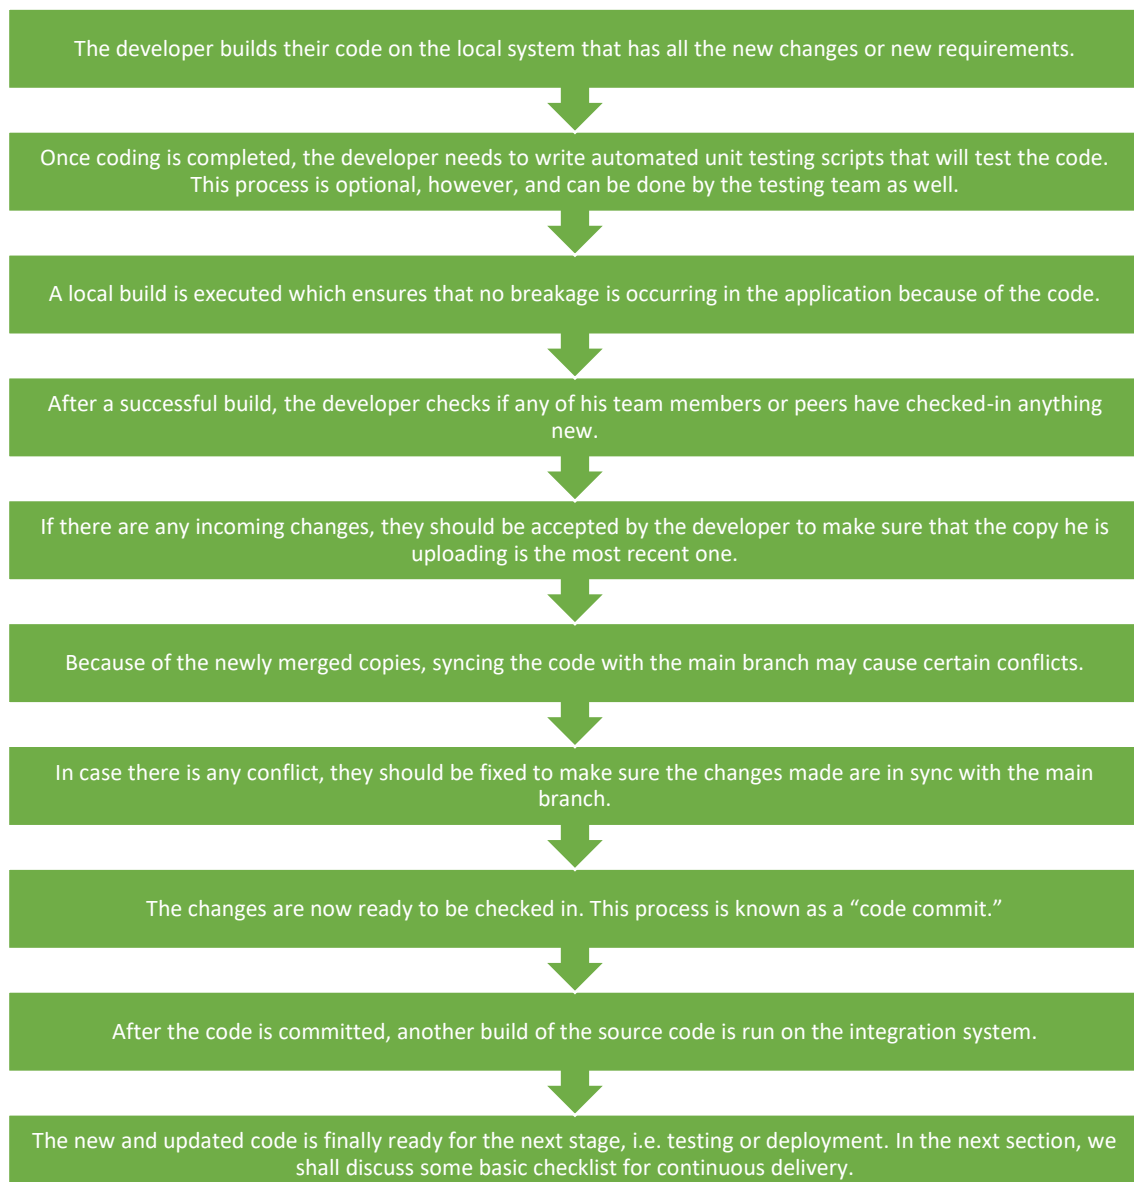 The developer builds their code on the local system that has all the new changes or new requirements.
Once coding is completed, the developer needs to write automated unit testing scripts that will test the code.
This process is optional, however, and can be done by the testing team as well.
A local build is executed which ensures that no breakage is occurring in the application because of the code.
After a successful build, the developer checks if any of his team members or peers have checked-in anything
new.
If there are any incoming changes, they should be accepted by the developer to make sure that the copy he is
uploading is the most recent one.
Because of the newly merged copies, syncing the code with the main branch may cause certain conflicts.
In case there is any conflict, they should be fixed to make sure the changes made are in sync with the main
branch.
The changes are now ready to be checked in. This process is known as a “code commit.”
After the code is committed, another build of the source code is run on the integration system.
The new and updated code is finally ready for the next stage, i.e. testing or deployment. In the next section, we
shall discuss some basic checklist for continuous delivery.